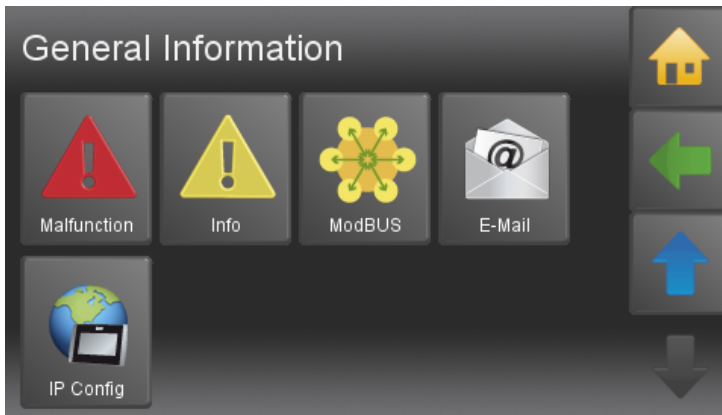 General Information
Malfunction
Info
ModBUS
@
E-Mail
IP Config